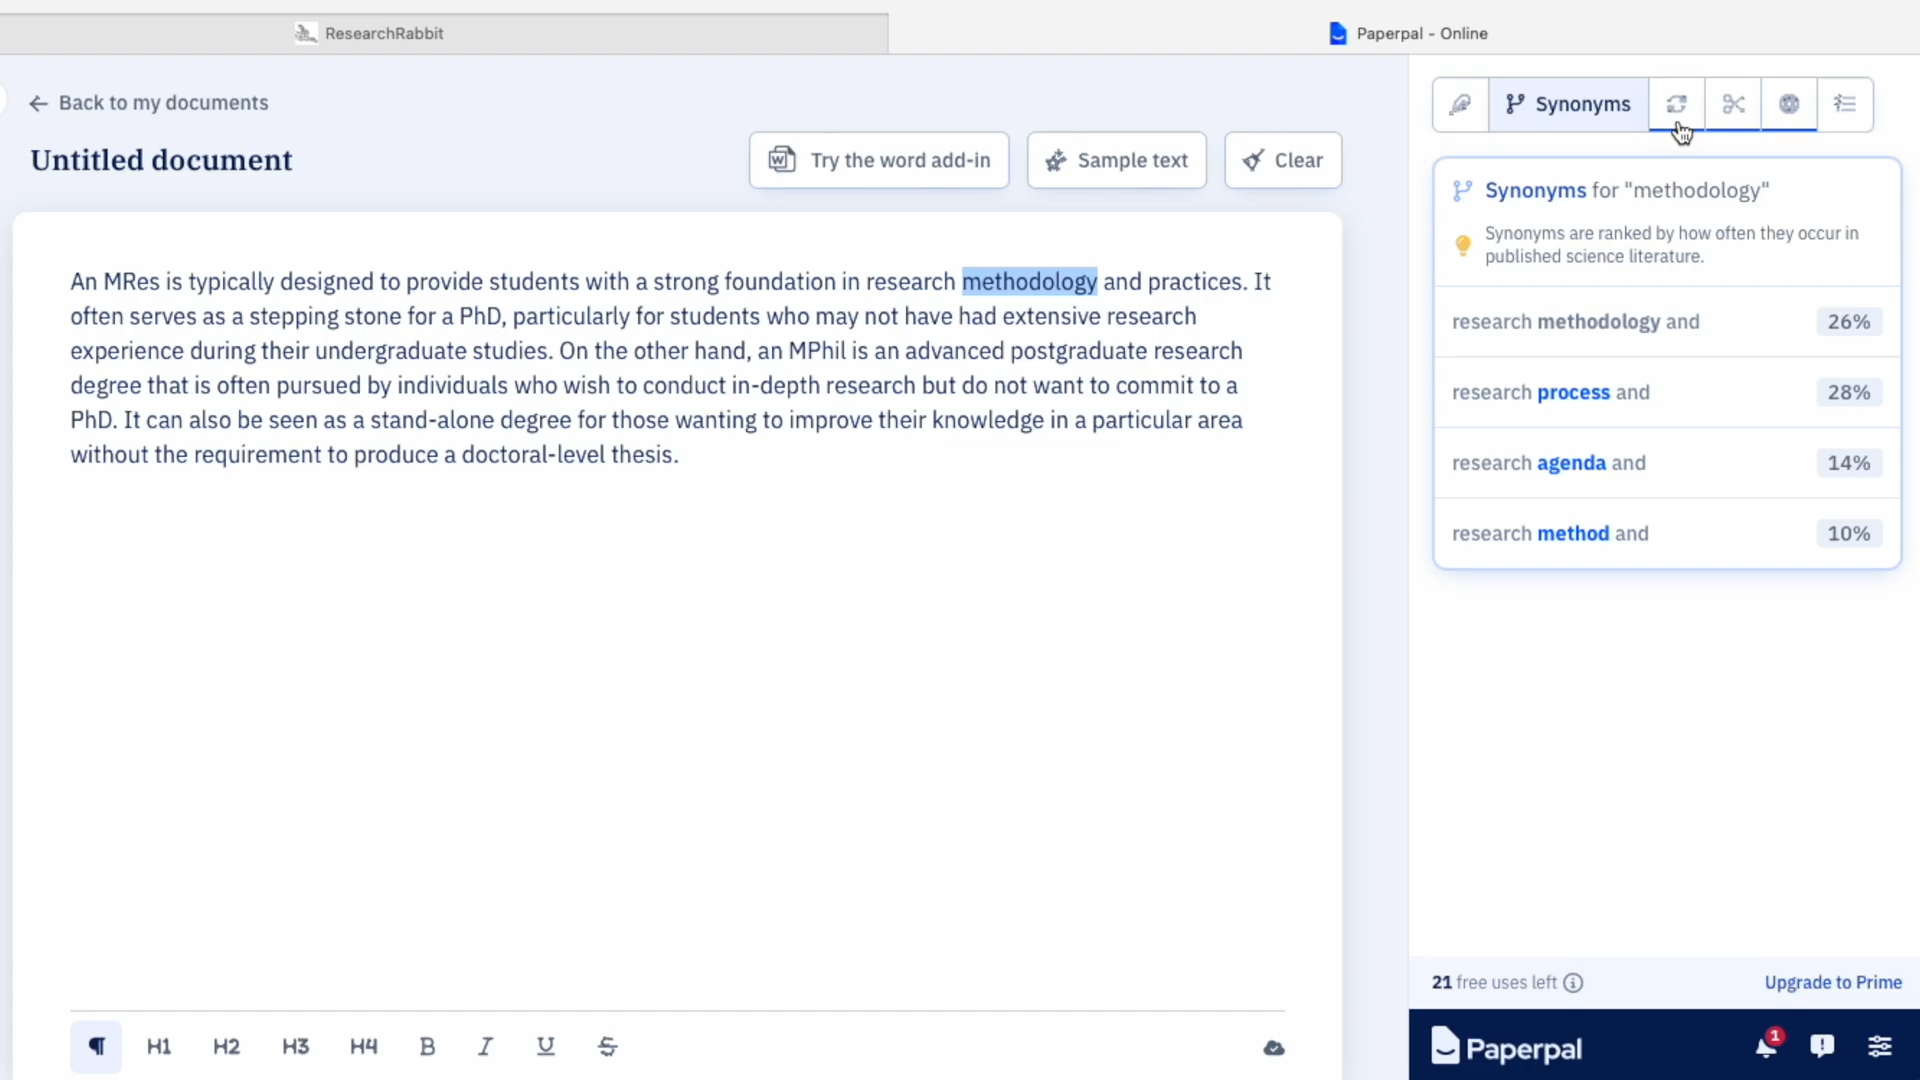 ResearchRabbit
Paperpal - Online
Back to my documents
Untitled document
Try the word add-in
Sample text
Clear
An MRes is typically designed to provide students with a strong foundation in research methodology and practices. It
often serves as a stepping stone for a PhD, particularly for students who may not have had extensive research
experience during their undergraduate studies. On the other hand, an MPhil is an advanced postgraduate research
degree that is often pursued by individuals who wish to conduct in-depth research but do not want to commit to a
PhD. It can also be seen as a stand-alone degree for those wanting to improve their knowledge in a particular area
without the requirement to produce a doctoral-level thesis.
H1 H2 H3 H4 B I U S
Synonyms
Synonyms for "methodology"
Synonyms are ranked by how often they occur in
published science literature.
research methodology and 26%
research process and 28%
research agenda and 14%
research method and 10%
21 free uses left
Upgrade to Prime
Paperpal
1